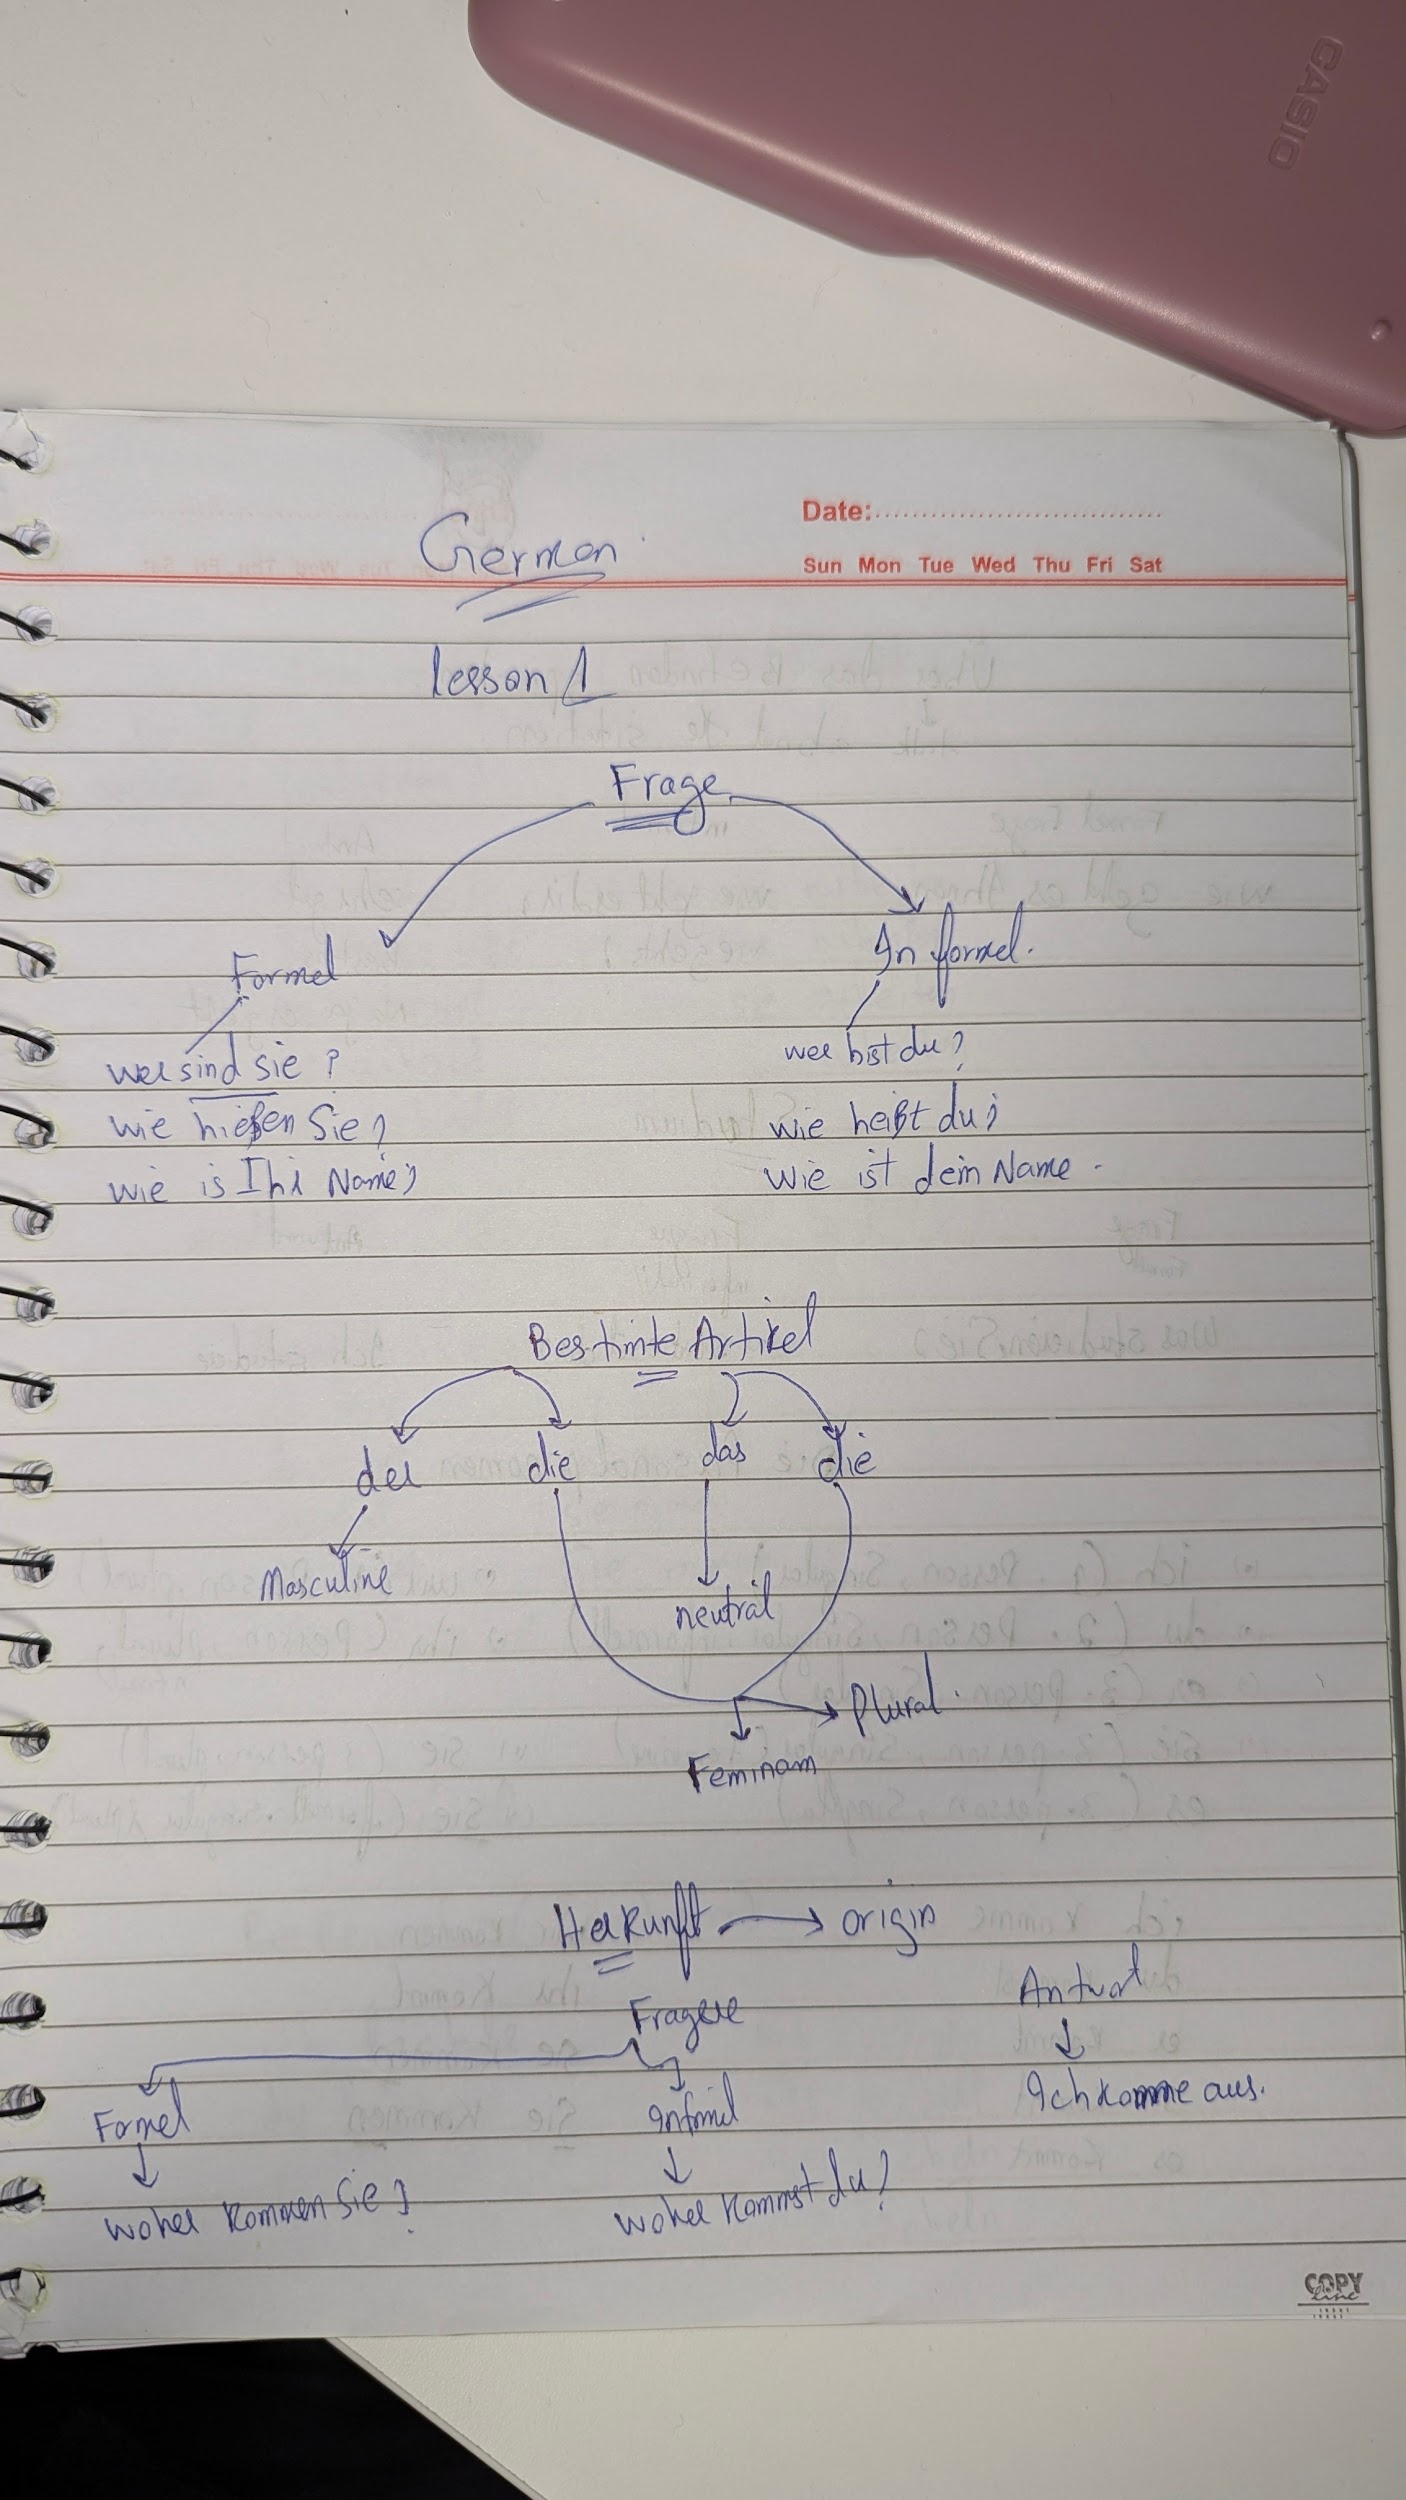 CASIO
Date:
Sun Mon Tue Wed Thu Fri Sat
German
lesson 1
Frage
Formel
In formel.
wer sind sie ?
wer bist du?
wie hießen Sie?
wie heißt du?
wie is Ihr Name?
wie ist dein Name.
Bestimte Artikel
der die das die
Masculine
neutral
Plural.
Feminam
Herkunft → origin
Antwort
Formel
Ich komme aus.
woher kommen Sie?
woher kommst du?
COPY
line